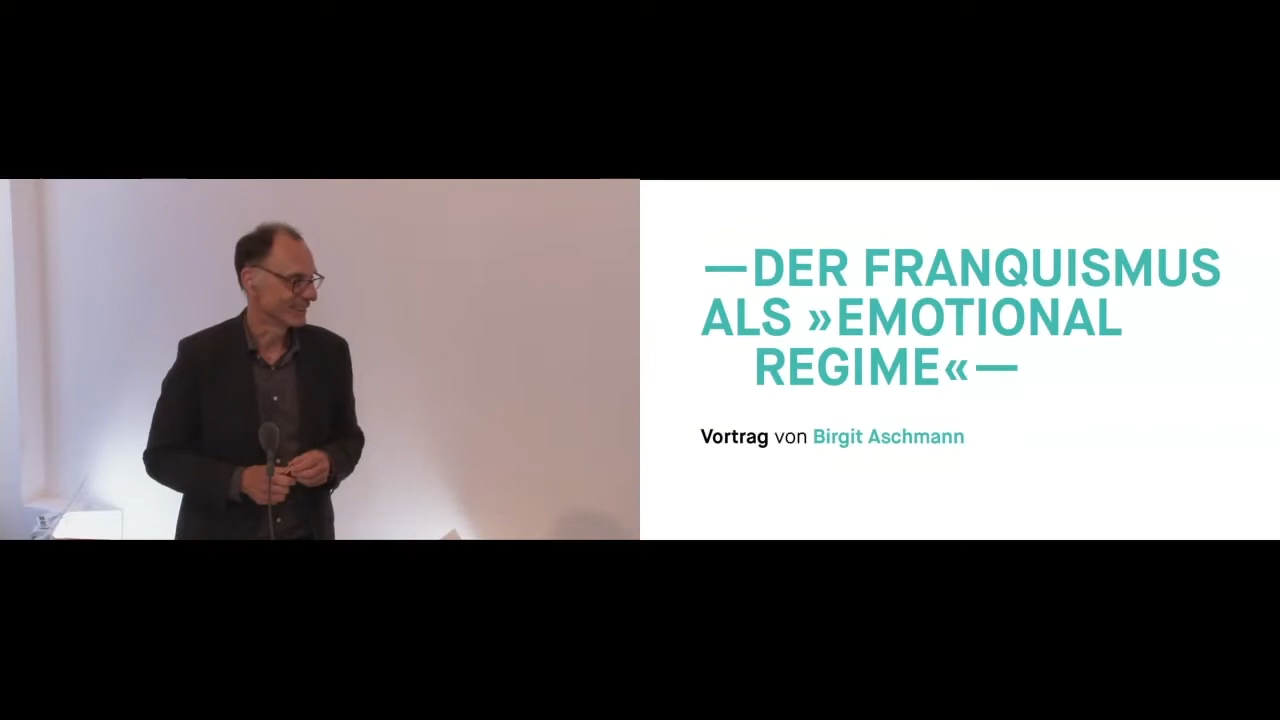 —DER FRANQUISMUS
ALS »EMOTIONAL
REGIME«—
Vortrag von Birgit Aschmann